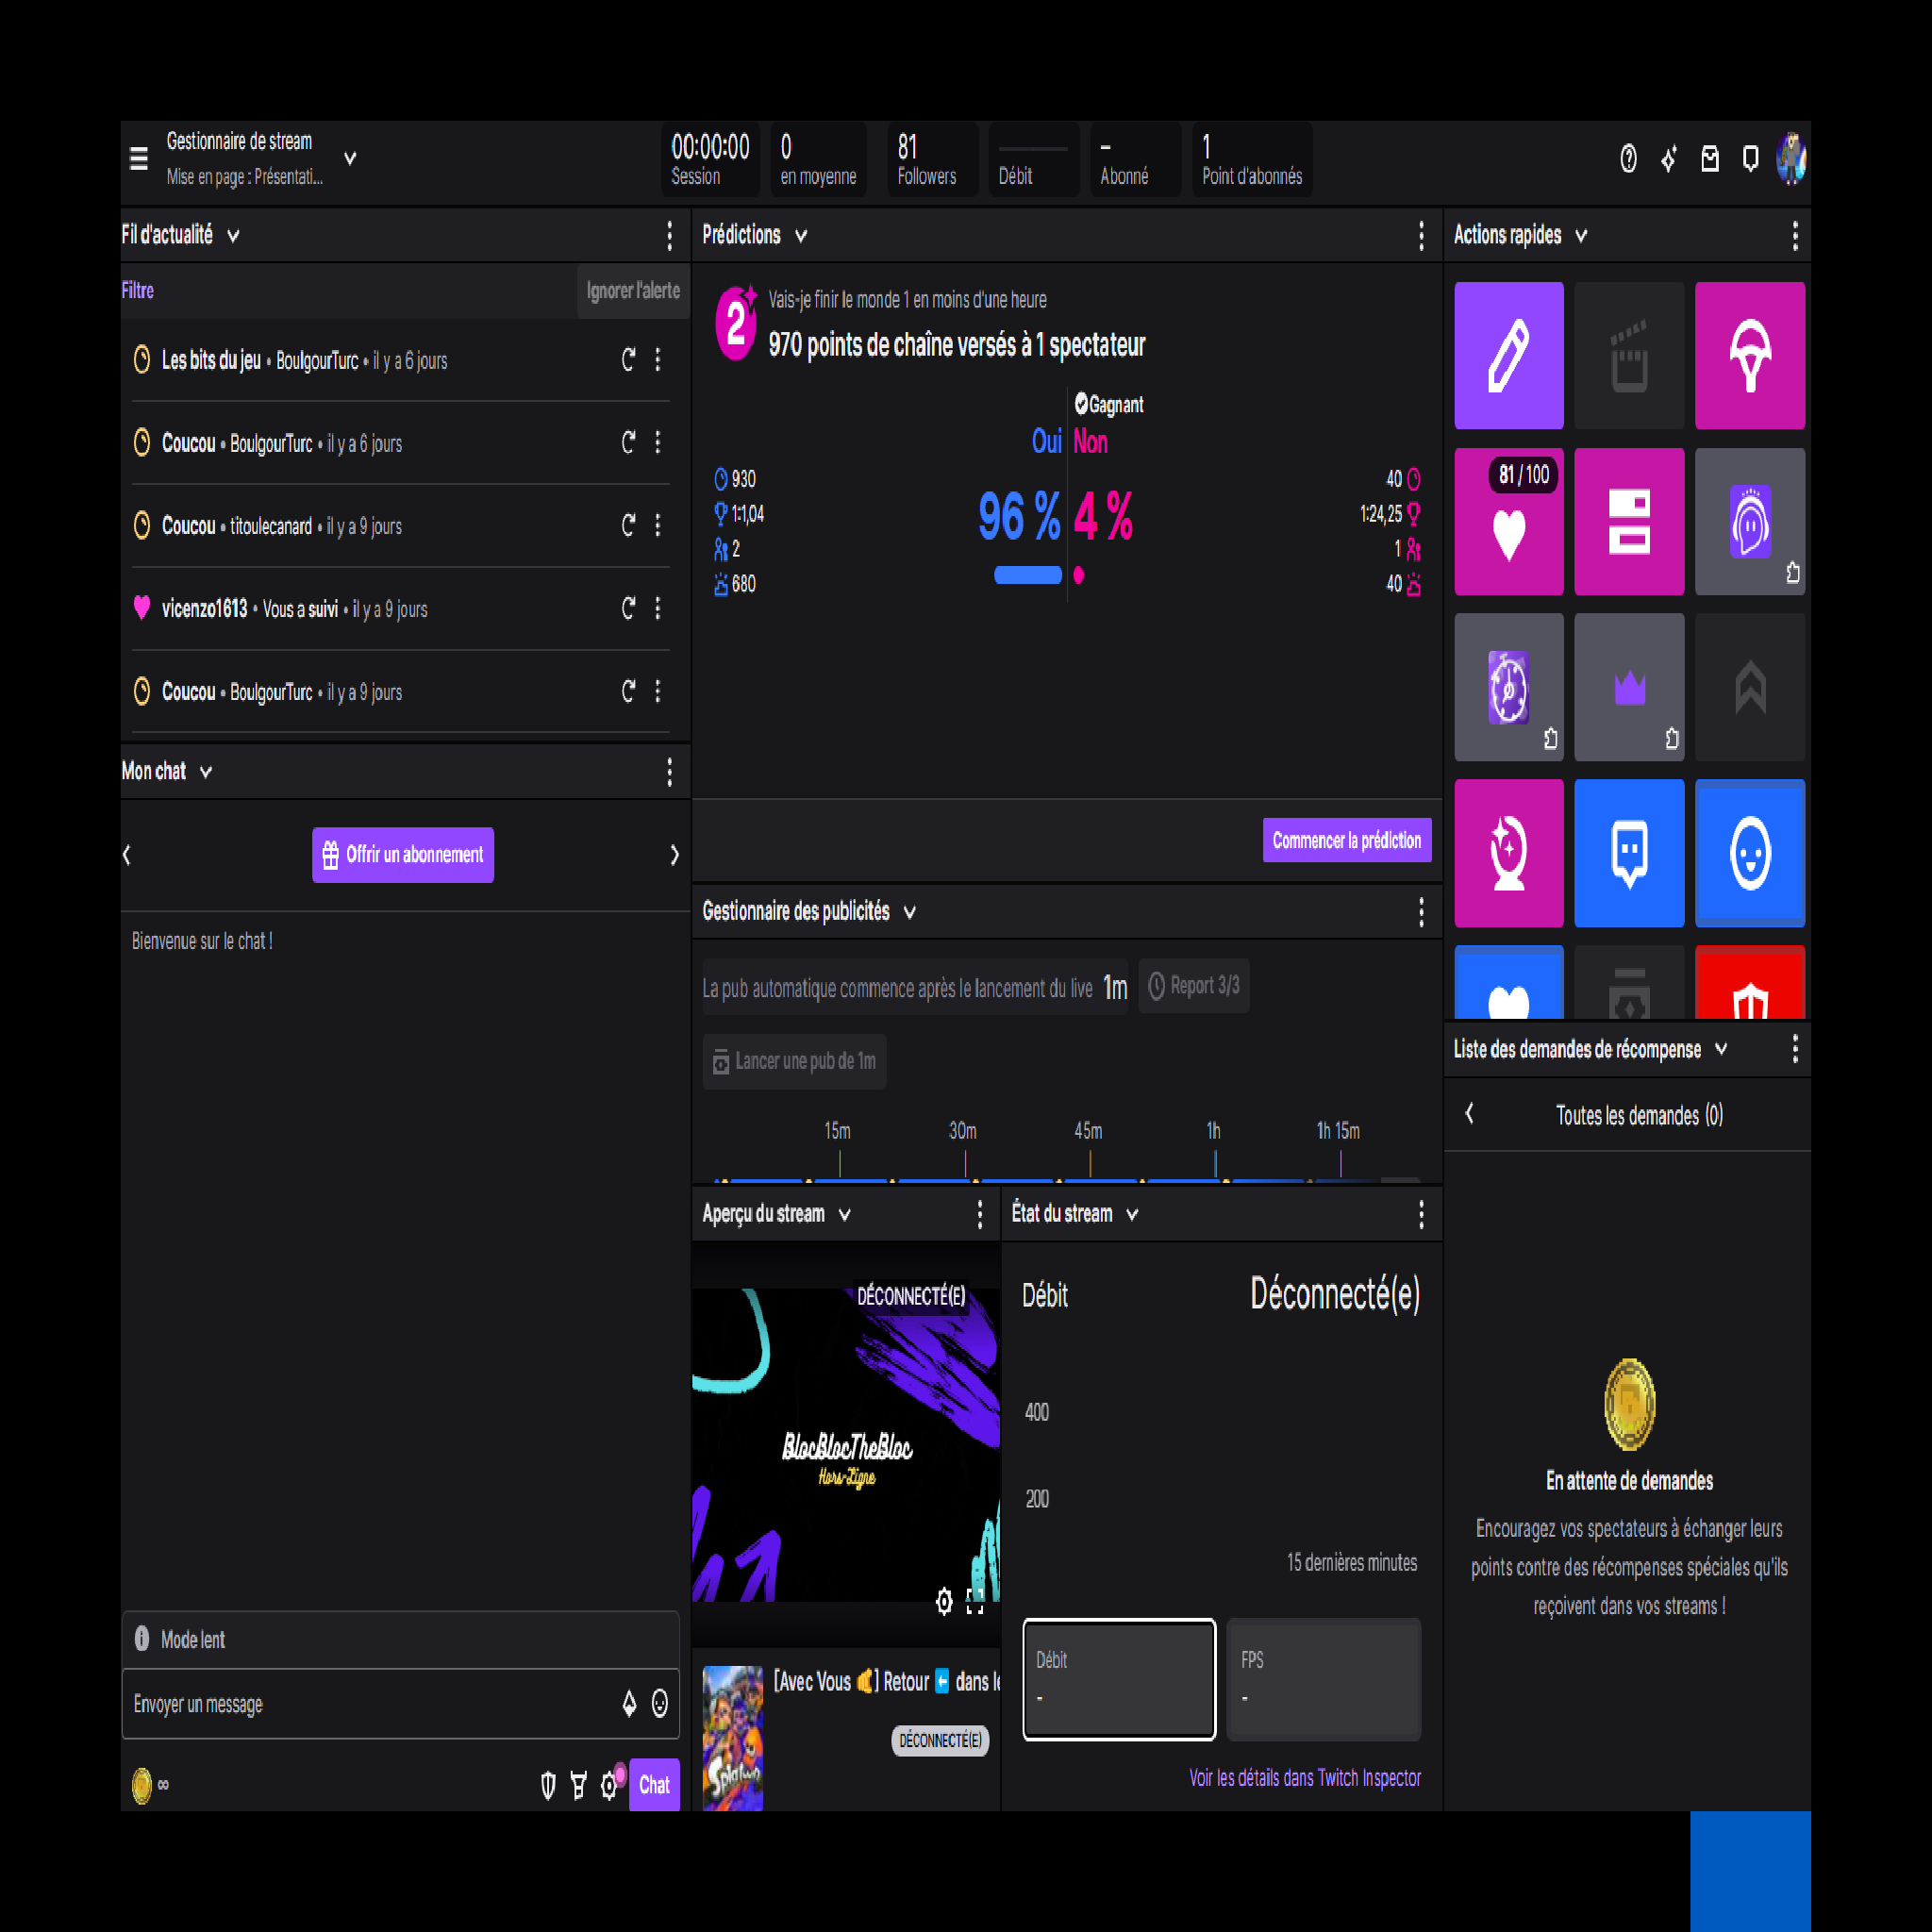 Gestionnaire de stream
Mise en page : Présentati...
00:00:00
Session
0
en moyenne
81
Followers
Débit
–
Abonné
1
Point d'abonnés
Fil d'actualité
Filtre
Ignorer l'alerte
Les bits du jeu • BoulgourTurc • il y a 6 jours
Coucou • BoulgourTurc • il y a 6 jours
Coucou • titoulecanard • il y a 9 jours
vicenzo1613 • Vous a suivi • il y a 9 jours
Coucou • BoulgourTurc • il y a 9 jours
Mon chat
Offrir un abonnement
Bienvenue sur le chat !
Mode lent
Envoyer un message
∞
Chat
Prédictions
2
Vais-je finir le monde 1 en moins d'une heure
970 points de chaîne versés à 1 spectateur
Gagnant
Oui
Non
930
1:1,04
2
680
96 %
4 %
40
1:24,25
1
40
Commencer la prédiction
Gestionnaire des publicités
La pub automatique commence après le lancement du live 1m
Report 3/3
Lancer une pub de 1m
15m 30m 45m 1h 1h 15m
Aperçu du stream
DÉCONNECTÉ(E)
BlocBlocTheBloc
Hors-Ligne
[Avec Vous 🤜] Retour ⬅️ dans le
DÉCONNECTÉ(E)
Splatoon
État du stream
Débit
Déconnecté(e)
400
200
15 dernières minutes
Débit
-
FPS
-
Voir les détails dans Twitch Inspector
Actions rapides
81 / 100
Liste des demandes de récompense
Toutes les demandes (0)
En attente de demandes
Encouragez vos spectateurs à échanger leurs
points contre des récompenses spéciales qu'ils
reçoivent dans vos streams !